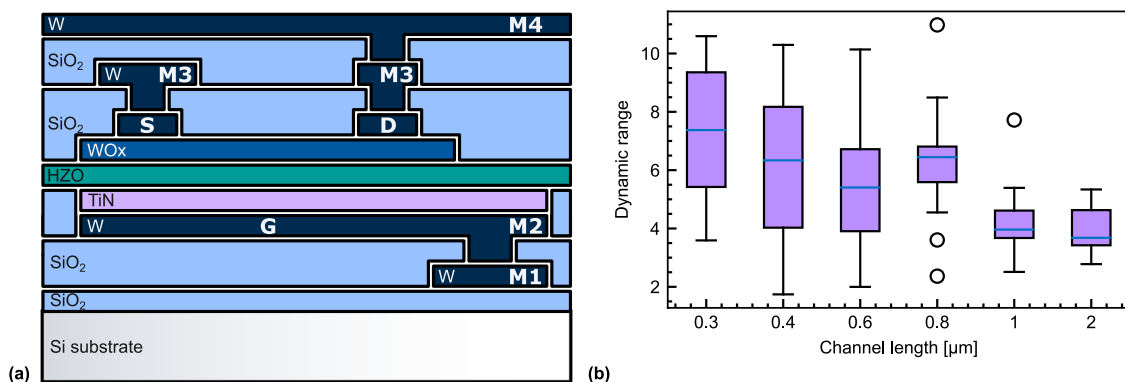 W M4
SiO₂
W M3 M3
SiO₂
S D
WOx
HZO
TiN
W G M2
SiO₂
W M1
SiO₂
Si substrate
(a)
Dynamic range
10
8
6
4
2
0.3 0.4 0.6 0.8 1 2
Channel length [µm]
(b)